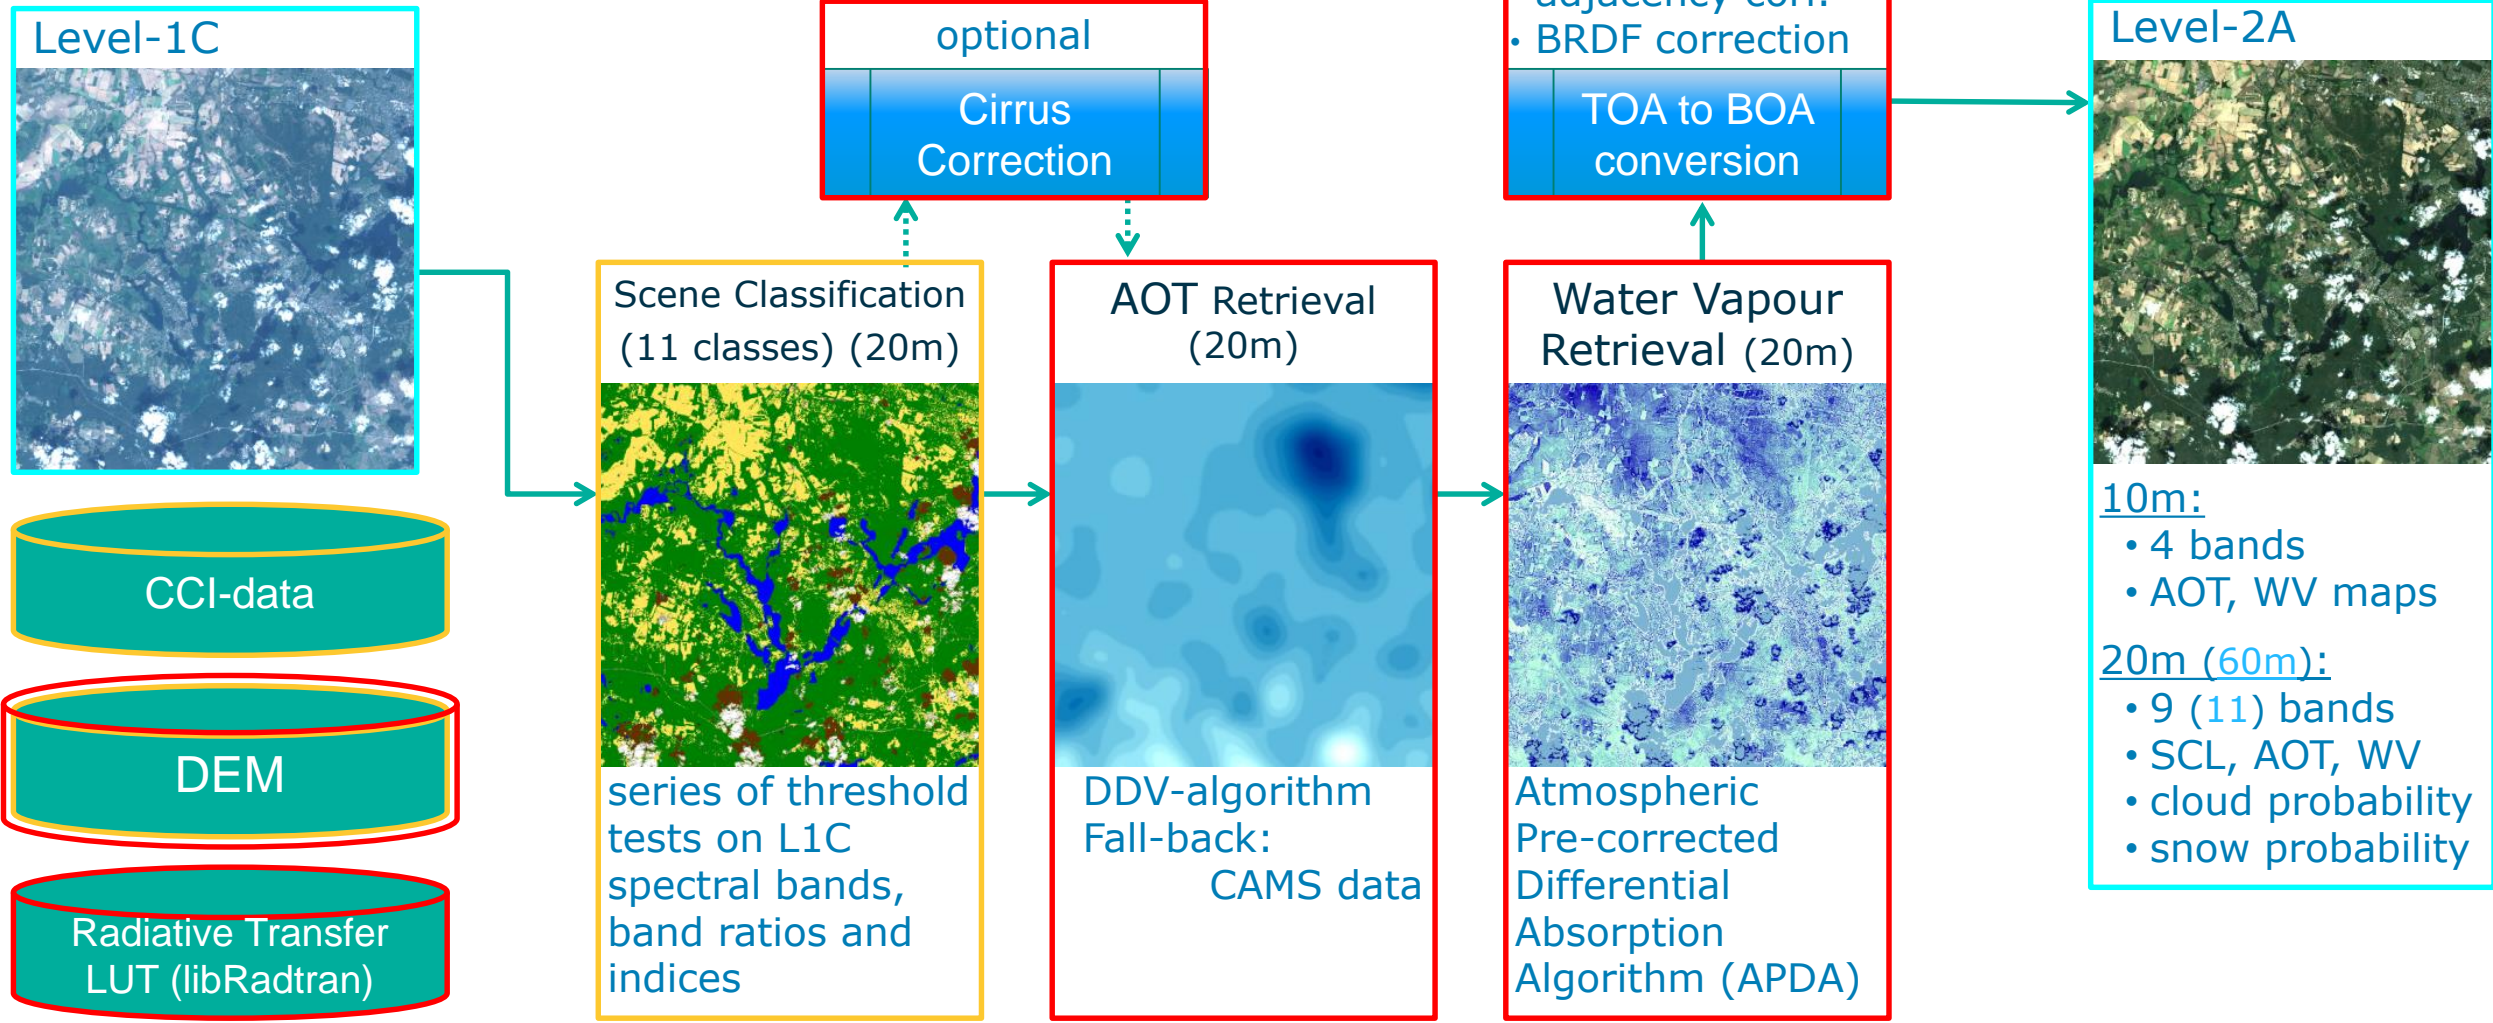 Level-1C
CCI-data
DEM
Radiative Transfer
LUT (libRadtran)
optional
Cirrus
Correction
Scene Classification
(11 classes) (20m)
series of threshold
tests on L1C
spectral bands,
band ratios and
indices
AOT Retrieval
(20m)
DDV-algorithm
Fall-back:
CAMS data
adjacency corr.
• BRDF correction
TOA to BOA
conversion
Water Vapour
Retrieval (20m)
Atmospheric
Pre-corrected
Differential
Absorption
Algorithm (APDA)
Level-2A
10m:
• 4 bands
• AOT, WV maps
20m (60m):
• 9 (11) bands
• SCL, AOT, WV
• cloud probability
• snow probability